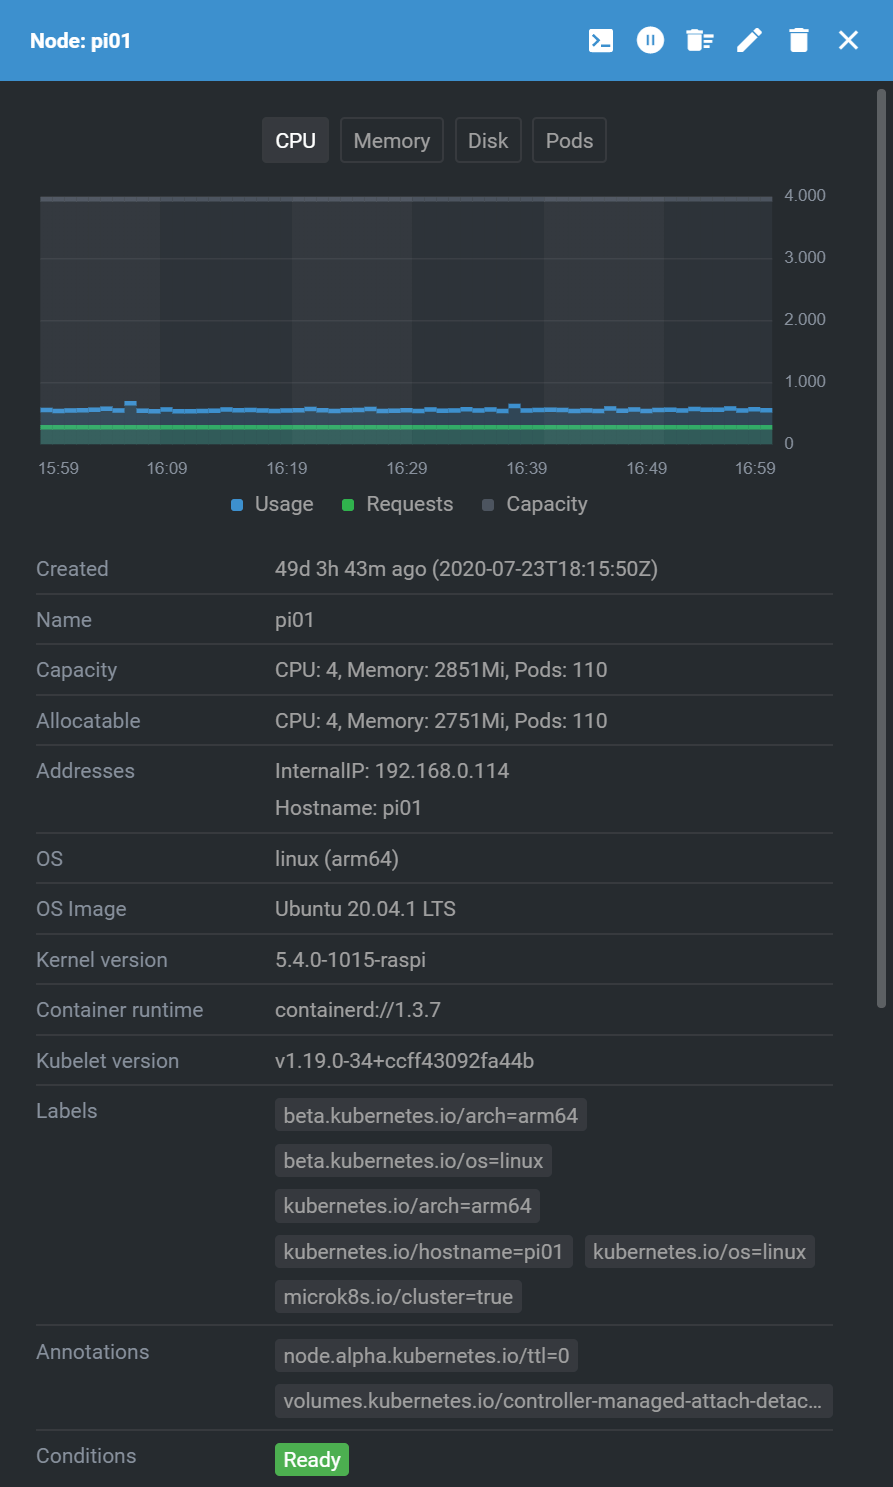 Node: pi01
CPU Memory Disk Pods
4.000
3.000
2.000
1.000
0
15:59 16:09 16:19 16:29 16:39 16:49 16:59
Usage Requests Capacity
Created 49d 3h 43m ago (2020-07-23T18:15:50Z)
Name pi01
Capacity CPU: 4, Memory: 2851Mi, Pods: 110
Allocatable CPU: 4, Memory: 2751Mi, Pods: 110
Addresses InternalIP: 192.168.0.114
Hostname: pi01
OS linux (arm64)
OS Image Ubuntu 20.04.1 LTS
Kernel version 5.4.0-1015-raspi
Container runtime containerd://1.3.7
Kubelet version v1.19.0-34+ccff43092fa44b
Labels beta.kubernetes.io/arch=arm64
beta.kubernetes.io/os=linux
kubernetes.io/arch=arm64
kubernetes.io/hostname=pi01 kubernetes.io/os=linux
microk8s.io/cluster=true
Annotations node.alpha.kubernetes.io/ttl=0
volumes.kubernetes.io/controller-managed-attach-detac...
Conditions Ready